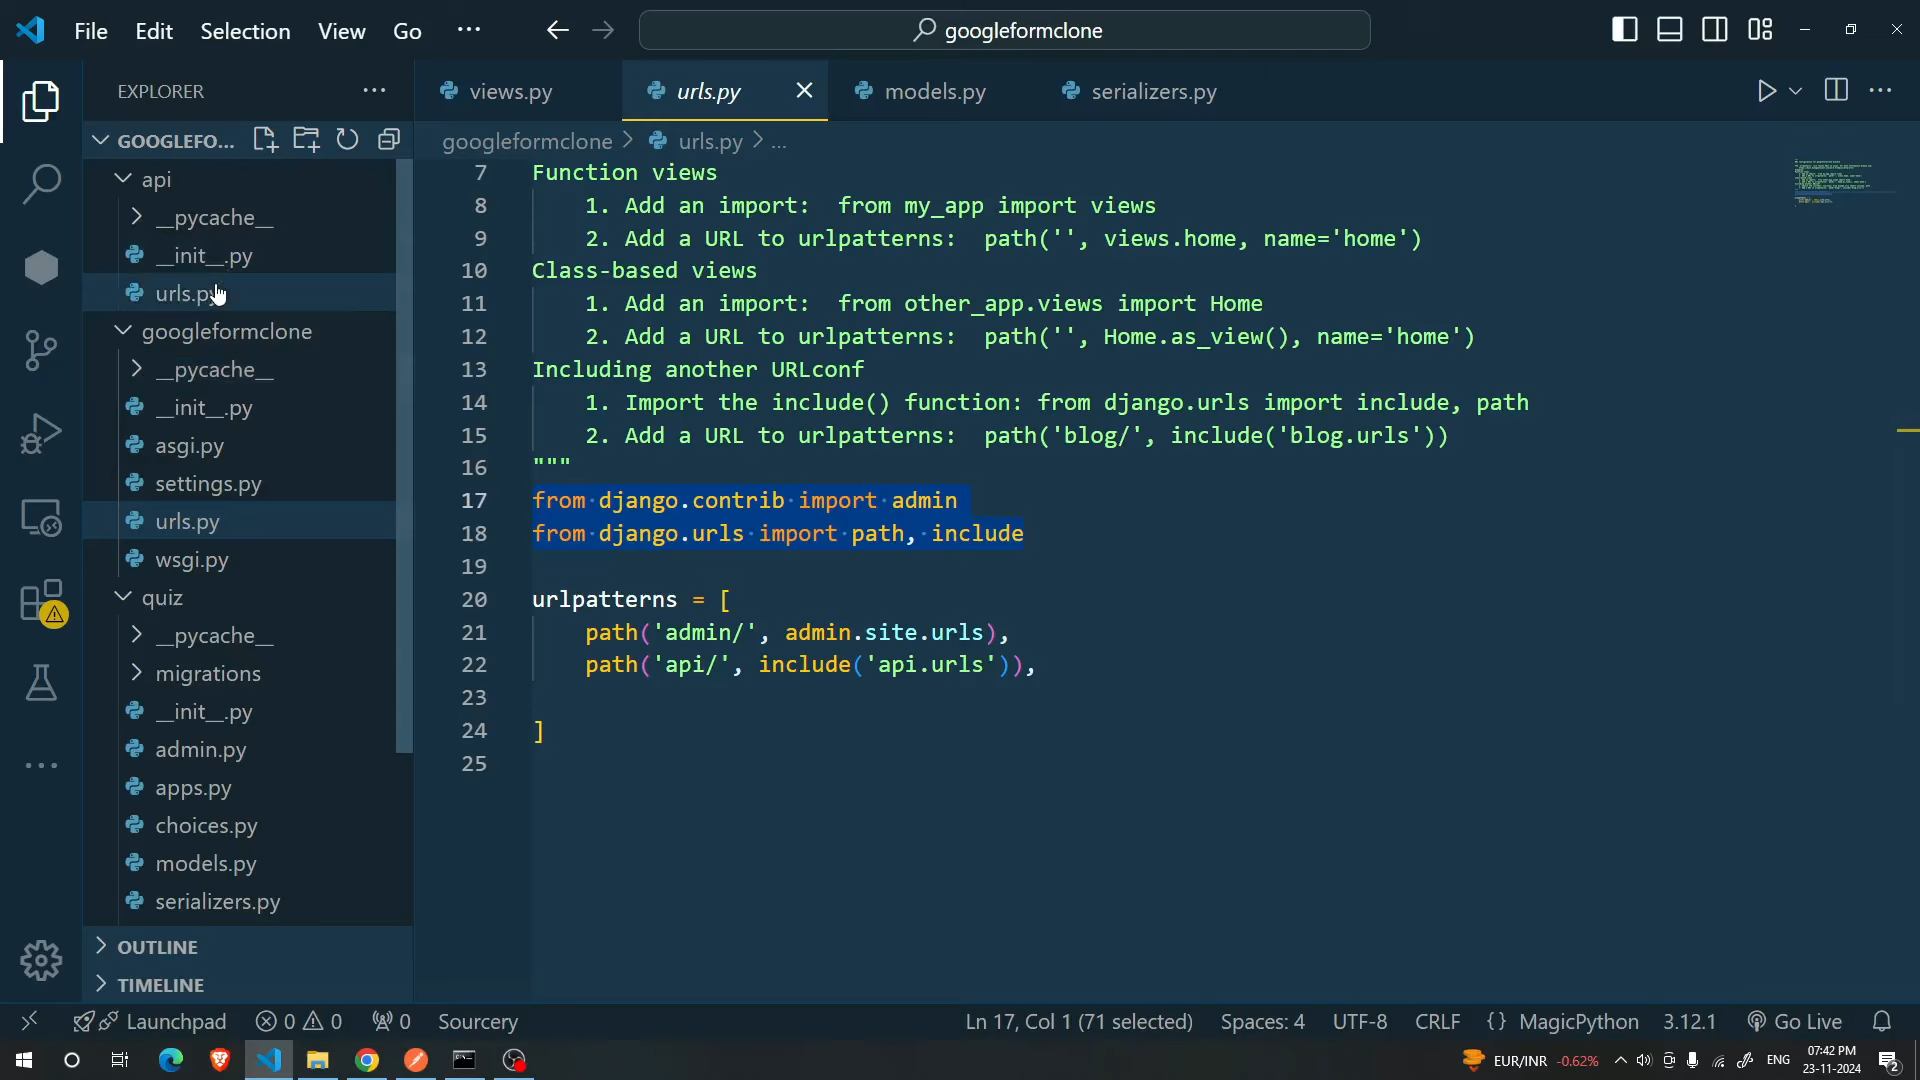 File Edit Selection View Go ··· googleformclone
EXPLORER ···
views.py urls.py models.py serializers.py
GOOGLEFO...
googleformclone > urls.py > ...
api
__pycache__
__init__.py
urls.py
googleformclone
__pycache__
__init__.py
asgi.py
settings.py
urls.py
wsgi.py
quiz
__pycache__
migrations
__init__.py
admin.py
apps.py
choices.py
models.py
serializers.py
OUTLINE
TIMELINE
7 Function views
8 1. Add an import:  from my_app import views
9 2. Add a URL to urlpatterns:  path('', views.home, name='home')
10 Class-based views
11 1. Add an import:  from other_app.views import Home
12 2. Add a URL to urlpatterns:  path('', Home.as_view(), name='home')
13 Including another URLconf
14 1. Import the include() function: from django.urls import include, path
15 2. Add a URL to urlpatterns:  path('blog/', include('blog.urls'))
16 """
17 from django.contrib import admin
18 from django.urls import path, include
19
20 urlpatterns = [
21 path('admin/', admin.site.urls),
22 path('api/', include('api.urls')),
23
24 ]
25
Launchpad 0 0 0 Sourcery Ln 17, Col 1 (71 selected) Spaces: 4 UTF-8 CRLF {} MagicPython 3.12.1 Go Live
EUR/INR -0.62% ENG 07:42 PM
23-11-2024 2